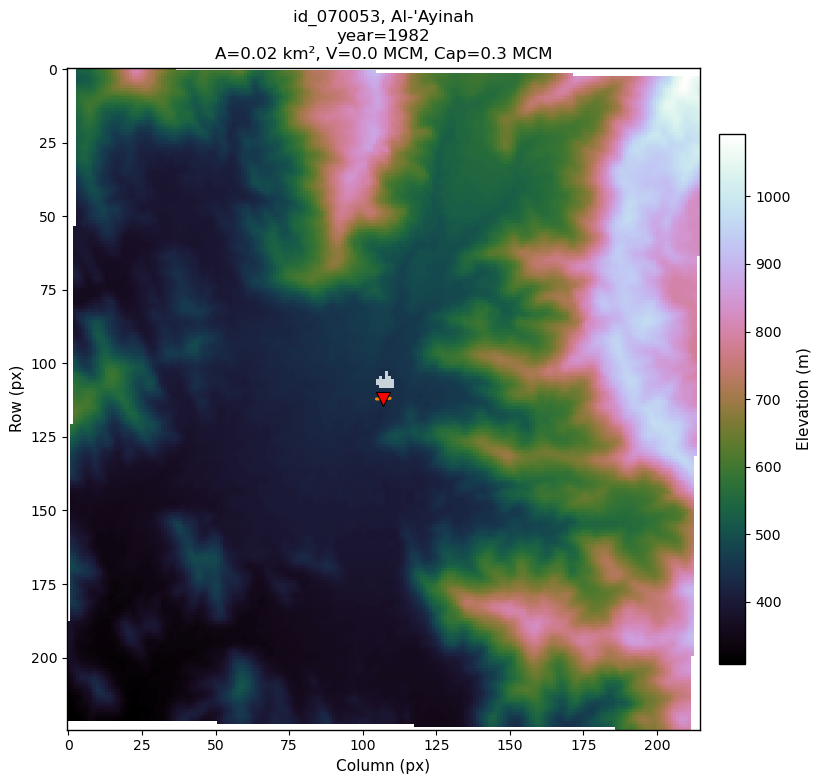 id_070053, Al-'Ayinah
year=1982
A=0.02 km², V=0.0 MCM, Cap=0.3 MCM
0
25
50
75
100
125
150
175
200
Row (px)
0 25 50 75 100 125 150 175 200
Column (px)
1000
900
800
700
600
500
400
Elevation (m)